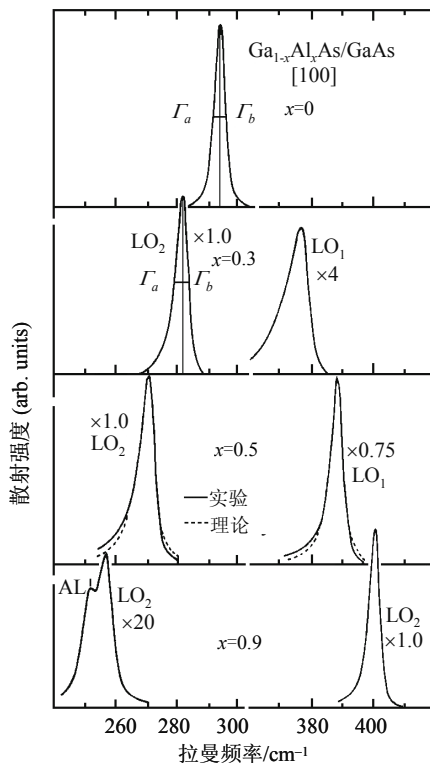 Ga₁₋ₓAlₓAs/GaAs
[100]
Γₐ Γ_b x=0
LO₂ ×1.0 LO₁
x=0.3 ×4
Γₐ Γ_b
×1.0 ×0.75
LO₂ x=0.5 LO₁
实验
理论
AL LO₂ LO₂
×20 x=0.9 ×1.0
260 280 300 380 400
拉曼频率/cm⁻¹
散射强度 (arb. units)